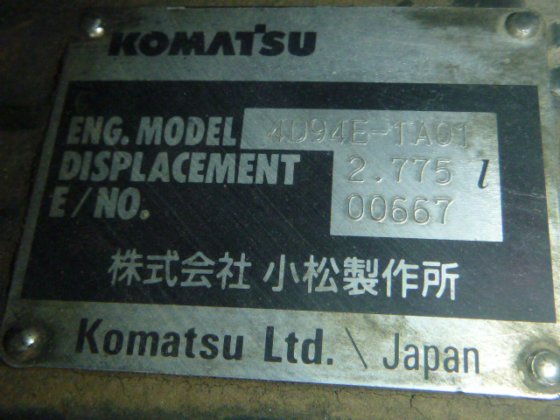 KOMATSU
ENG. MODEL 4D94E-TA01
DISPLACEMENT 2.775 l
E/NO. 00667
株式会社 小松製作所
Komatsu Ltd. \ Japan